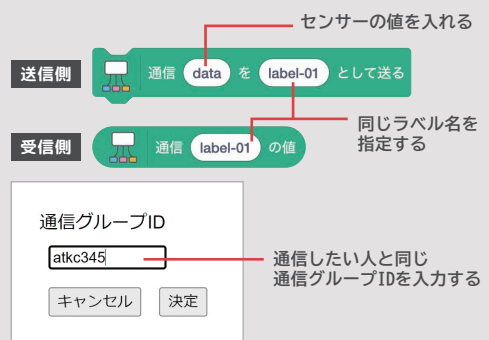 センサーの値を入れる
送信側
通信 data を label-01 として送る
同じラベル名を
指定する
受信側
通信 label-01 の値
通信グループID
atkc345
通信したい人と同じ
通信グループIDを入力する
キャンセル
決定